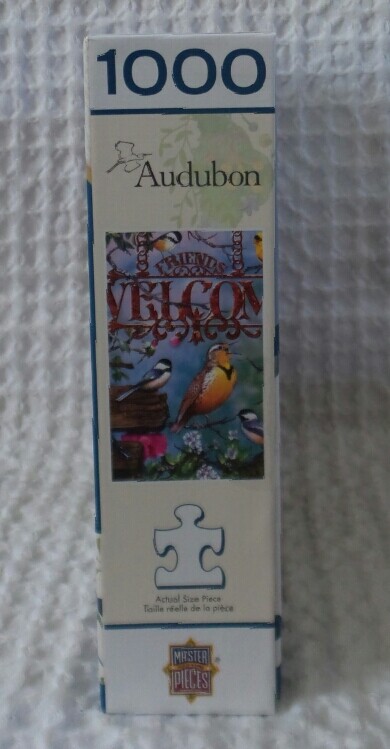 1000
Audubon
FRIENDS
WELCOM
Actual Size Piece
Taille réelle de la pièce
MASTER
PIECES
®